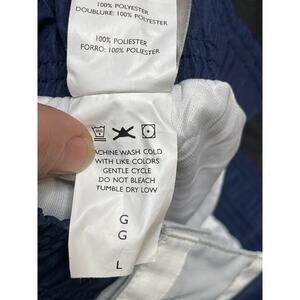 100% POLYESTER
DOUBLURE: 100% POLYESTER
100% POLIESTER
FORRO: 100% POLIESTER
ACHINE WASH COLD
WITH LIKE COLORS
GENTLE CYCLE
DO NOT BLEACH
TUMBLE DRY LOW
G
G
L